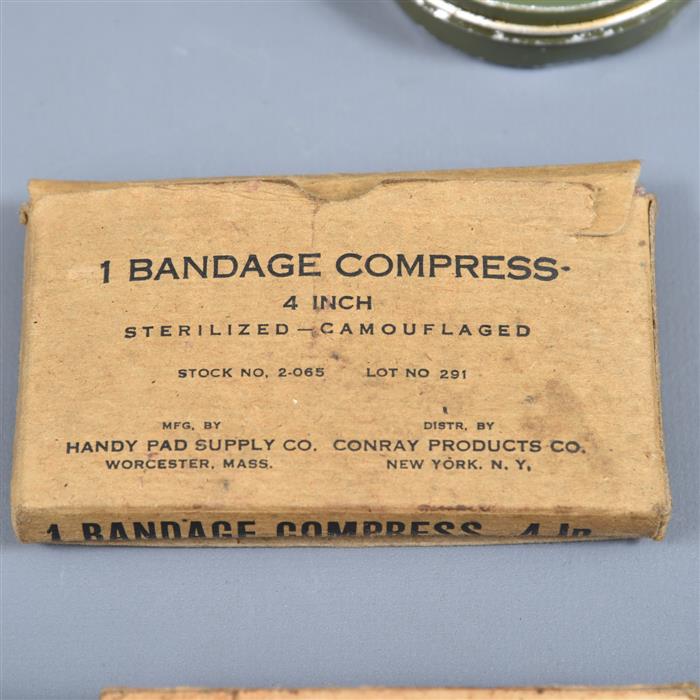 1 BANDAGE COMPRESS-
4 INCH
STERILIZED — CAMOUFLAGED
STOCK NO. 2-065 LOT NO 291
MFG. BY DISTR. BY
HANDY PAD SUPPLY CO. CONRAY PRODUCTS CO.
WORCESTER, MASS. NEW YORK. N. Y.
1 BANDAGE COMPRESS 4 In